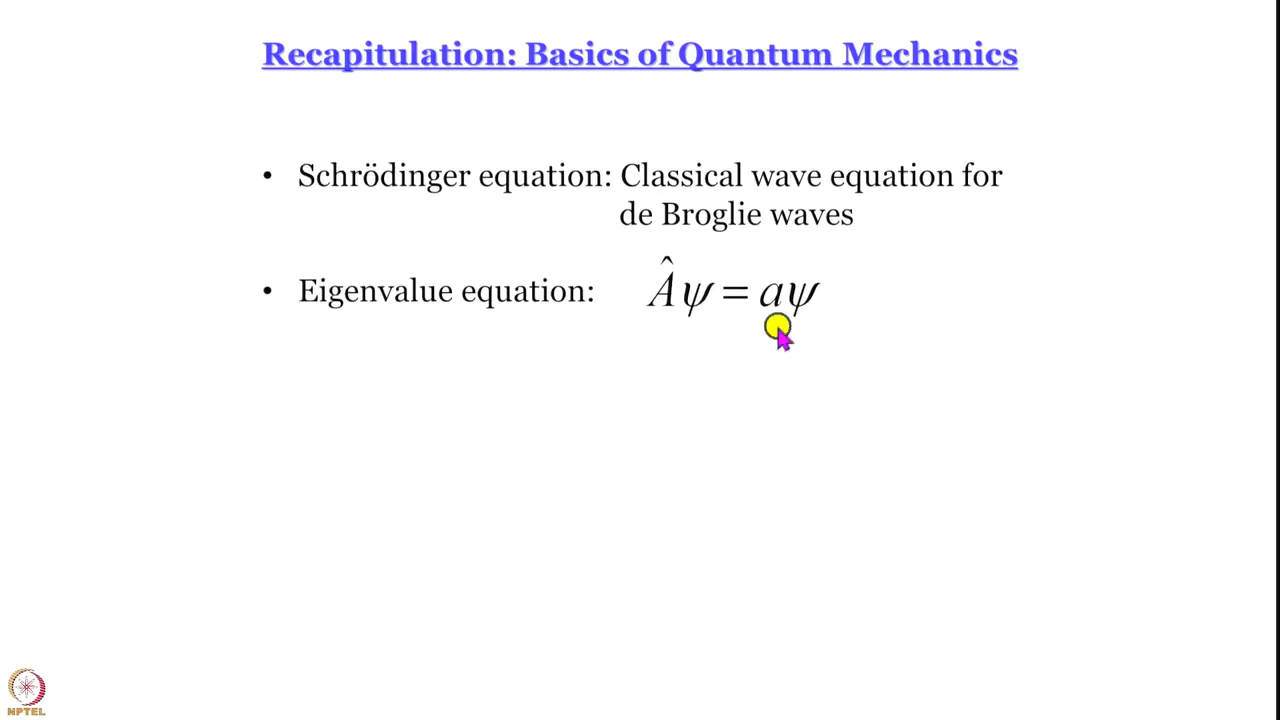 Recapitulation: Basics of Quantum Mechanics
• Schrödinger equation: Classical wave equation for
de Broglie waves
• Eigenvalue equation: Âψ = aψ
NPTEL